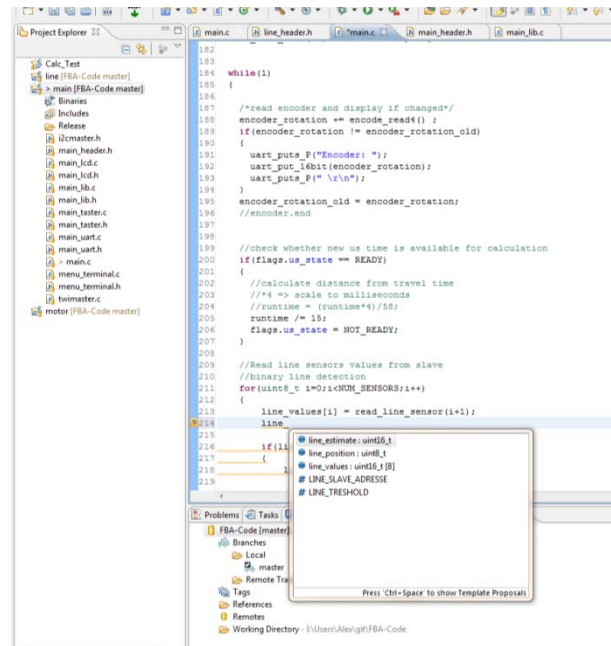 Project Explorer
Calc_Test
line [FBA-Code master]
> main [FBA-Code master]
Binaries
Includes
Release
i2cmaster.h
main_header.h
main_lcd.c
main_lcd.h
main_lib.c
main_lib.h
main_taster.c
main_taster.h
main_uart.c
main_uart.h
> main.c
menu_terminal.c
menu_terminal.h
twimaster.c
motor [FBA-Code master]
main.c line_header.h *main.c main_header.h main_lib.c
182
183
184 while(1)
185 {
186
187 /*read encoder and display if changed*/
188 encoder_rotation += encode_read4() ;
189 if(encoder_rotation != encoder_rotation_old)
190 {
191 uart_puts_P("Encoder: ");
192 uart_put_16bit(encoder_rotation);
193 uart_puts_P(" \r\n");
194 }
195 encoder_rotation_old = encoder_rotation;
196 //encoder.end
197
198
199 //check whether new us time is available for calculation
200 if(flags.us_state == READY)
201 {
202 //calculate distance from travel time
203 //*4 => scale to milliseconds
204 //runtime = (runtime*4)/58;
205 runtime /= 15;
206 flags.us_state = NOT_READY;
207 }
208
209 //Read line sensors values from slave
210 //binary line detection
211 for(uint8_t i=0;i<NUM_SENSORS;i++)
212 {
213 line_values[i] = read_line_sensor(i+1);
214 line_
215
216 if(li
217 {
218 l
219
line_estimate : uint16_t
line_position : uint8_t
line_values : uint16_t [8]
# LINE_SLAVE_ADRESSE
# LINE_TRESHOLD
Press 'Ctrl+Space' to show Template Proposals
Problems Tasks
FBA-Code [master]
Branches
Local
master
Remote Tra
Tags
References
Remotes
Working Directory - I:\Users\Alex\git\FBA-Code